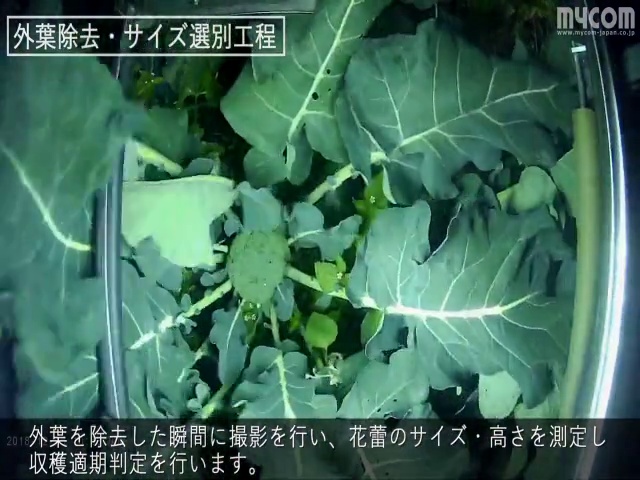 外葉除去・サイズ選別工程
mycom
www.mycom-japan.co.jp
2018
外葉を除去した瞬間に撮影を行い、花蕾のサイズ・高さを測定し
収穫適期判定を行います。